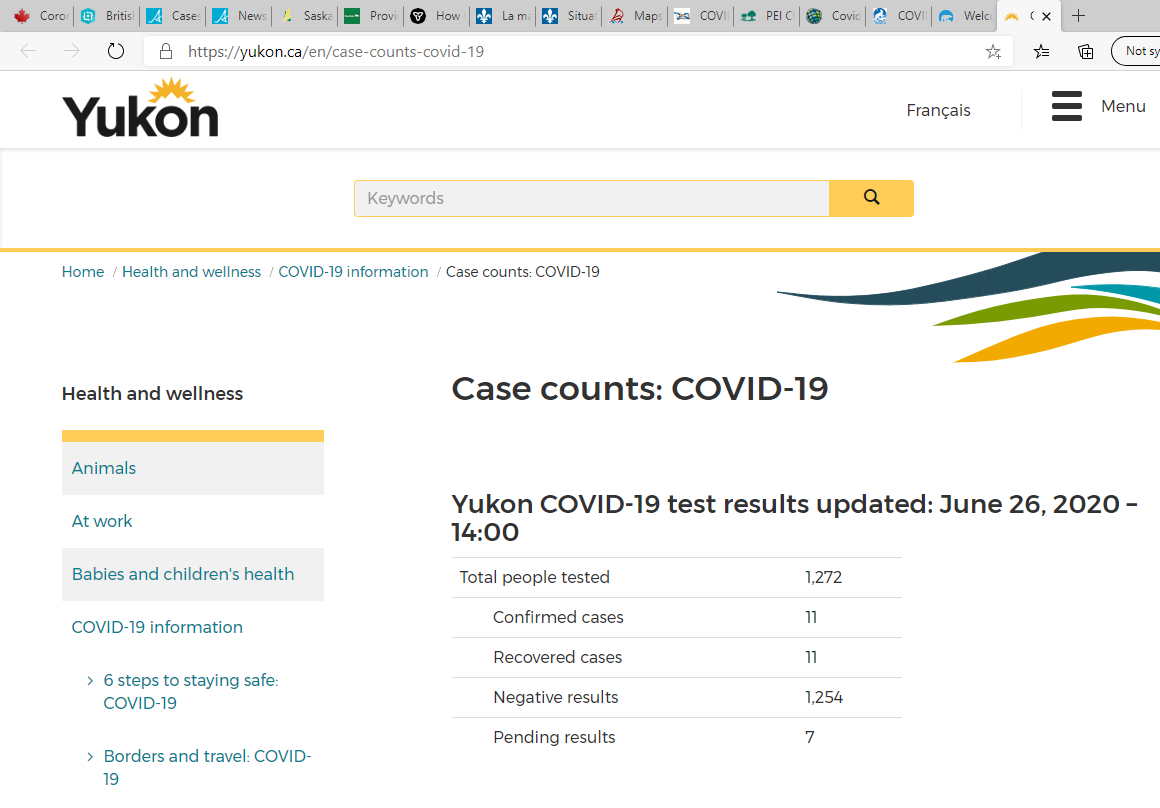 Coror Britisl Case: News Saska Provi How La ma Situat Maps COVI PEI C Covid COVI Welc
https://yukon.ca/en/case-counts-covid-19
Not sy
Yukon
Français
Menu
Keywords
Home / Health and wellness / COVID-19 information / Case counts: COVID-19
Health and wellness
Animals
At work
Babies and children's health
COVID-19 information
> 6 steps to staying safe:
COVID-19
> Borders and travel: COVID-
19
Case counts: COVID-19
Yukon COVID-19 test results updated: June 26, 2020 –
14:00
Total people tested 1,272
Confirmed cases 11
Recovered cases 11
Negative results 1,254
Pending results 7